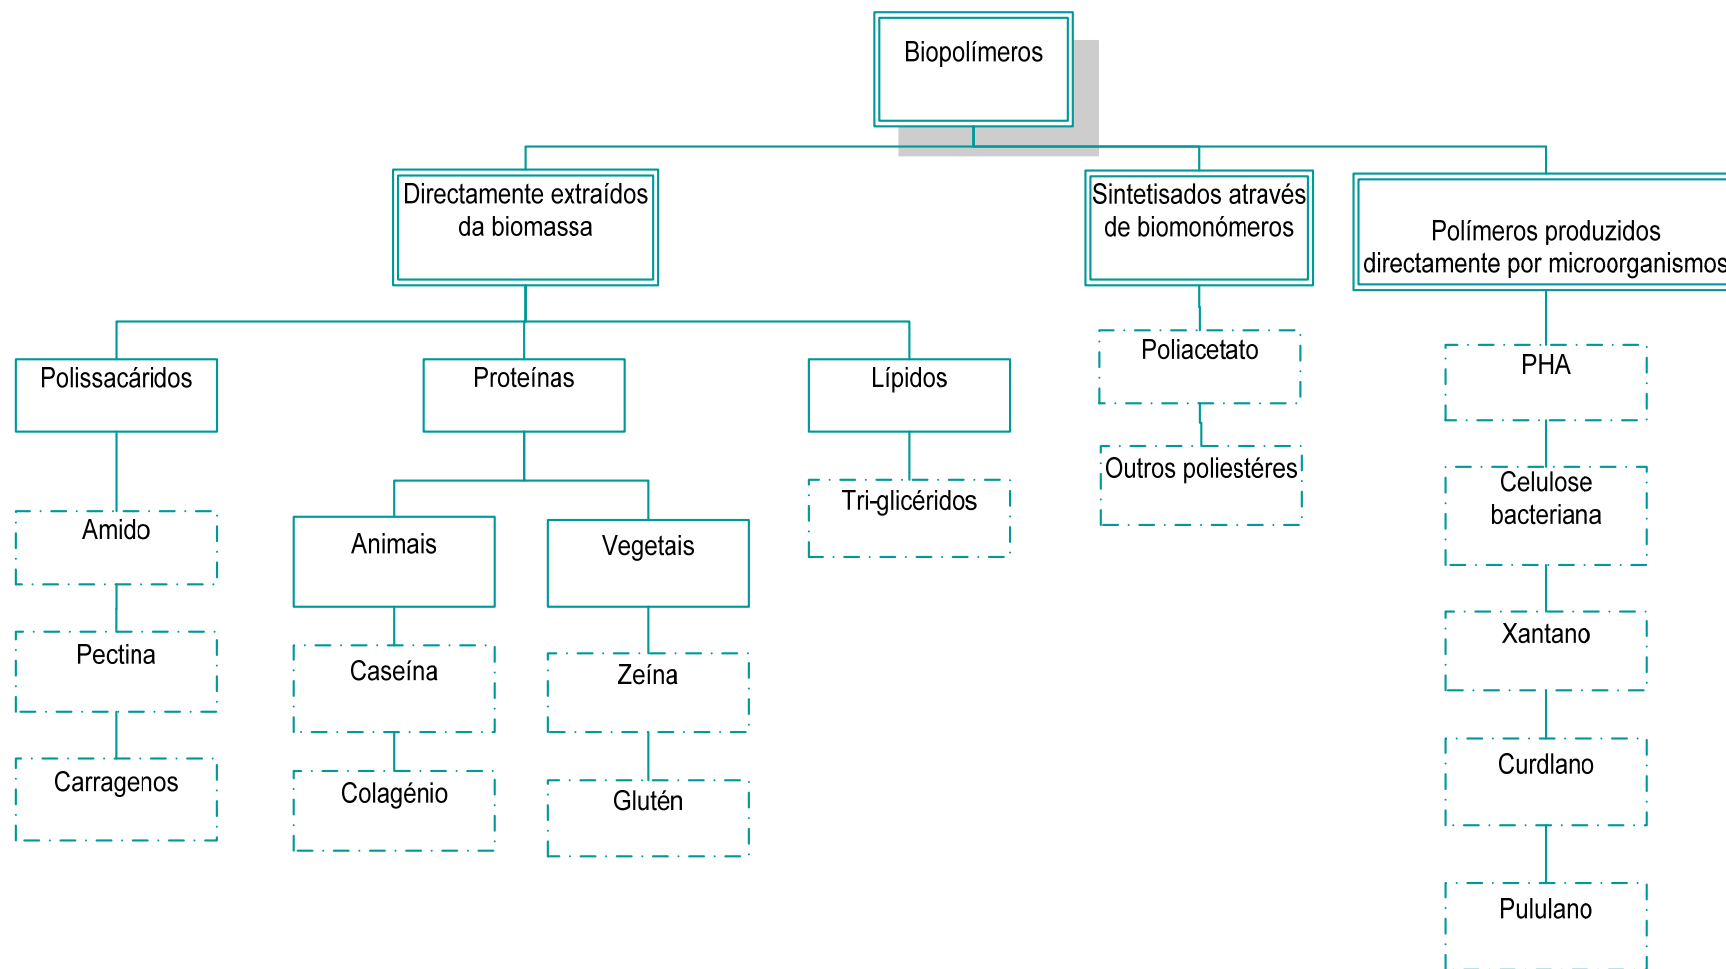 Biopolímeros
Directamente extraídos
da biomassa
Sintetisados através
de biomonómeros
Polímeros produzidos
directamente por microorganismos
Polissacáridos
Proteínas
Lípidos
Poliacetato
PHA
Outros poliestéres
Tri-glicéridos
Celulose
bacteriana
Amido
Animais
Vegetais
Xantano
Pectina
Caseína
Zeína
Curdlano
Carragenos
Colagénio
Glutén
Pululano